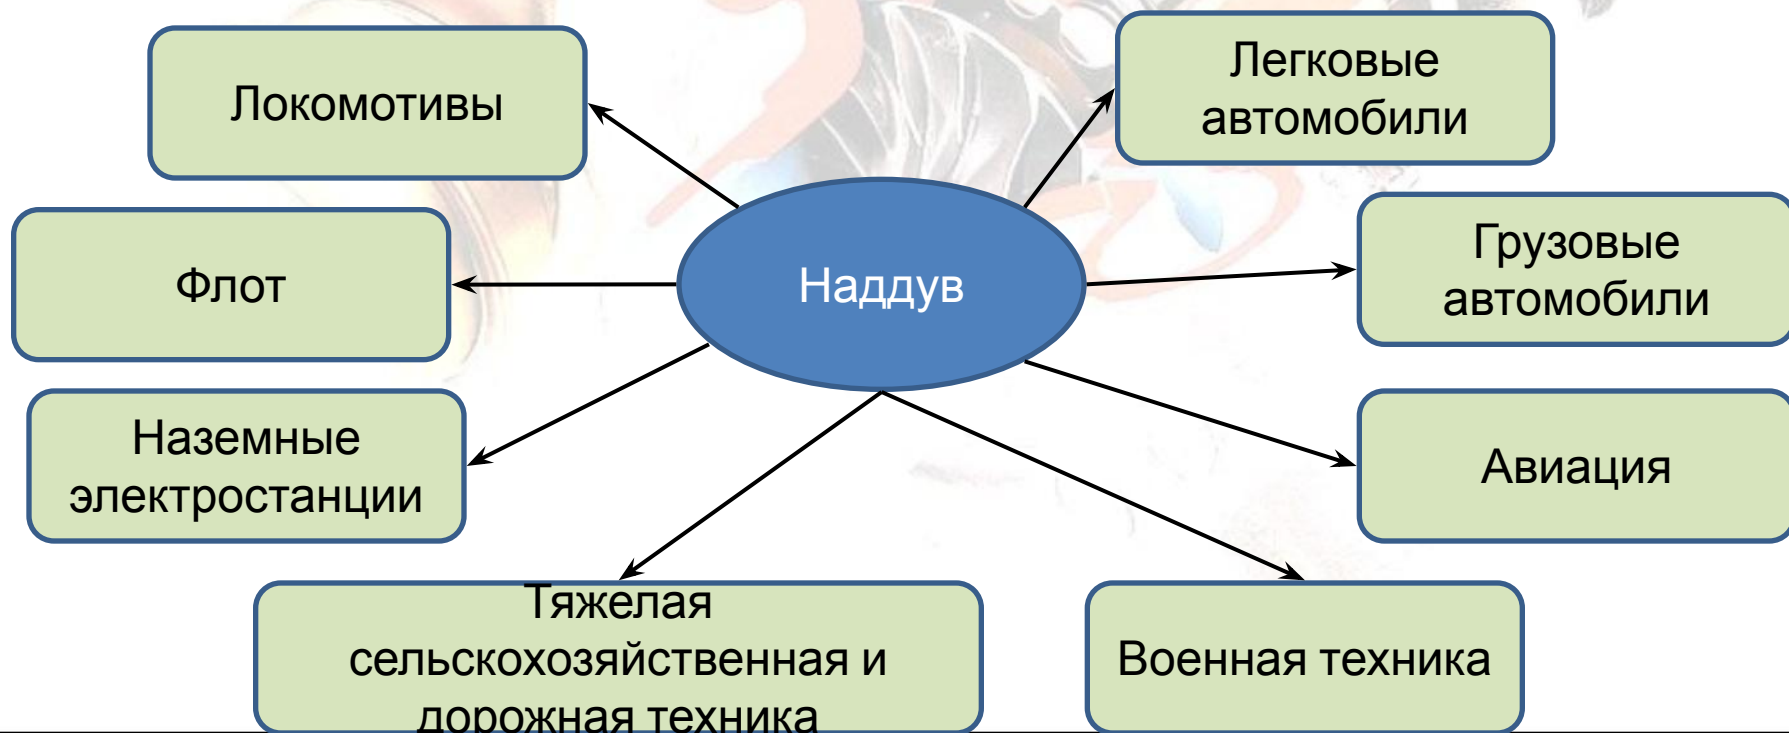 Локомотивы
Легковые
автомобили
Флот
Наддув
Грузовые
автомобили
Наземные
электростанции
Авиация
Тяжелая
сельскохозяйственная и
дорожная техника
Военная техника